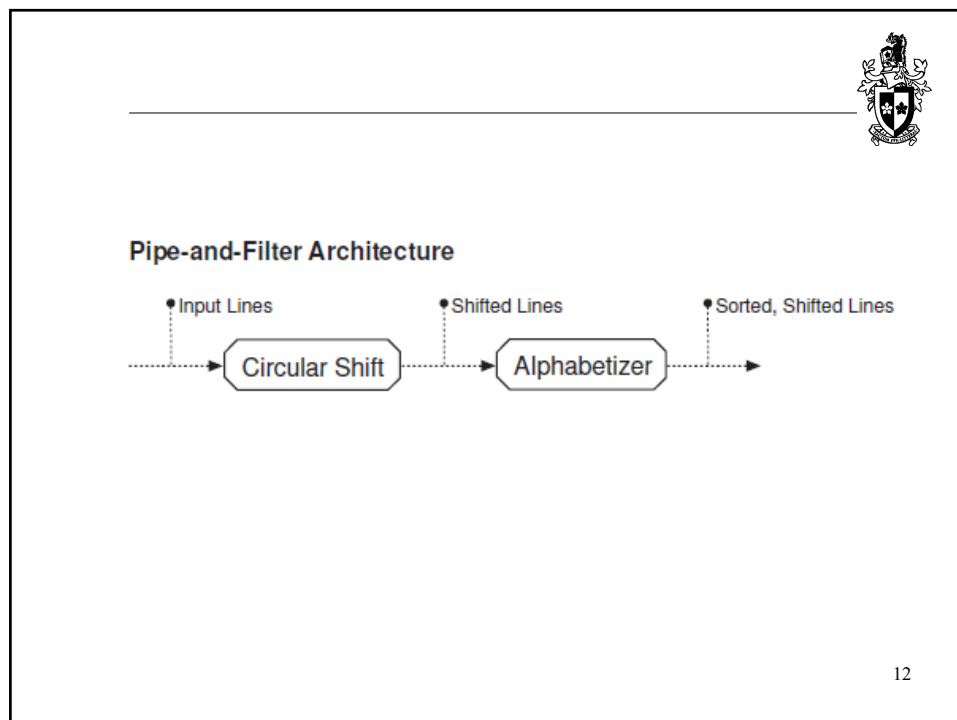 Pipe-and-Filter Architecture
Input Lines
Shifted Lines
Sorted, Shifted Lines
Circular Shift
Alphabetizer
12